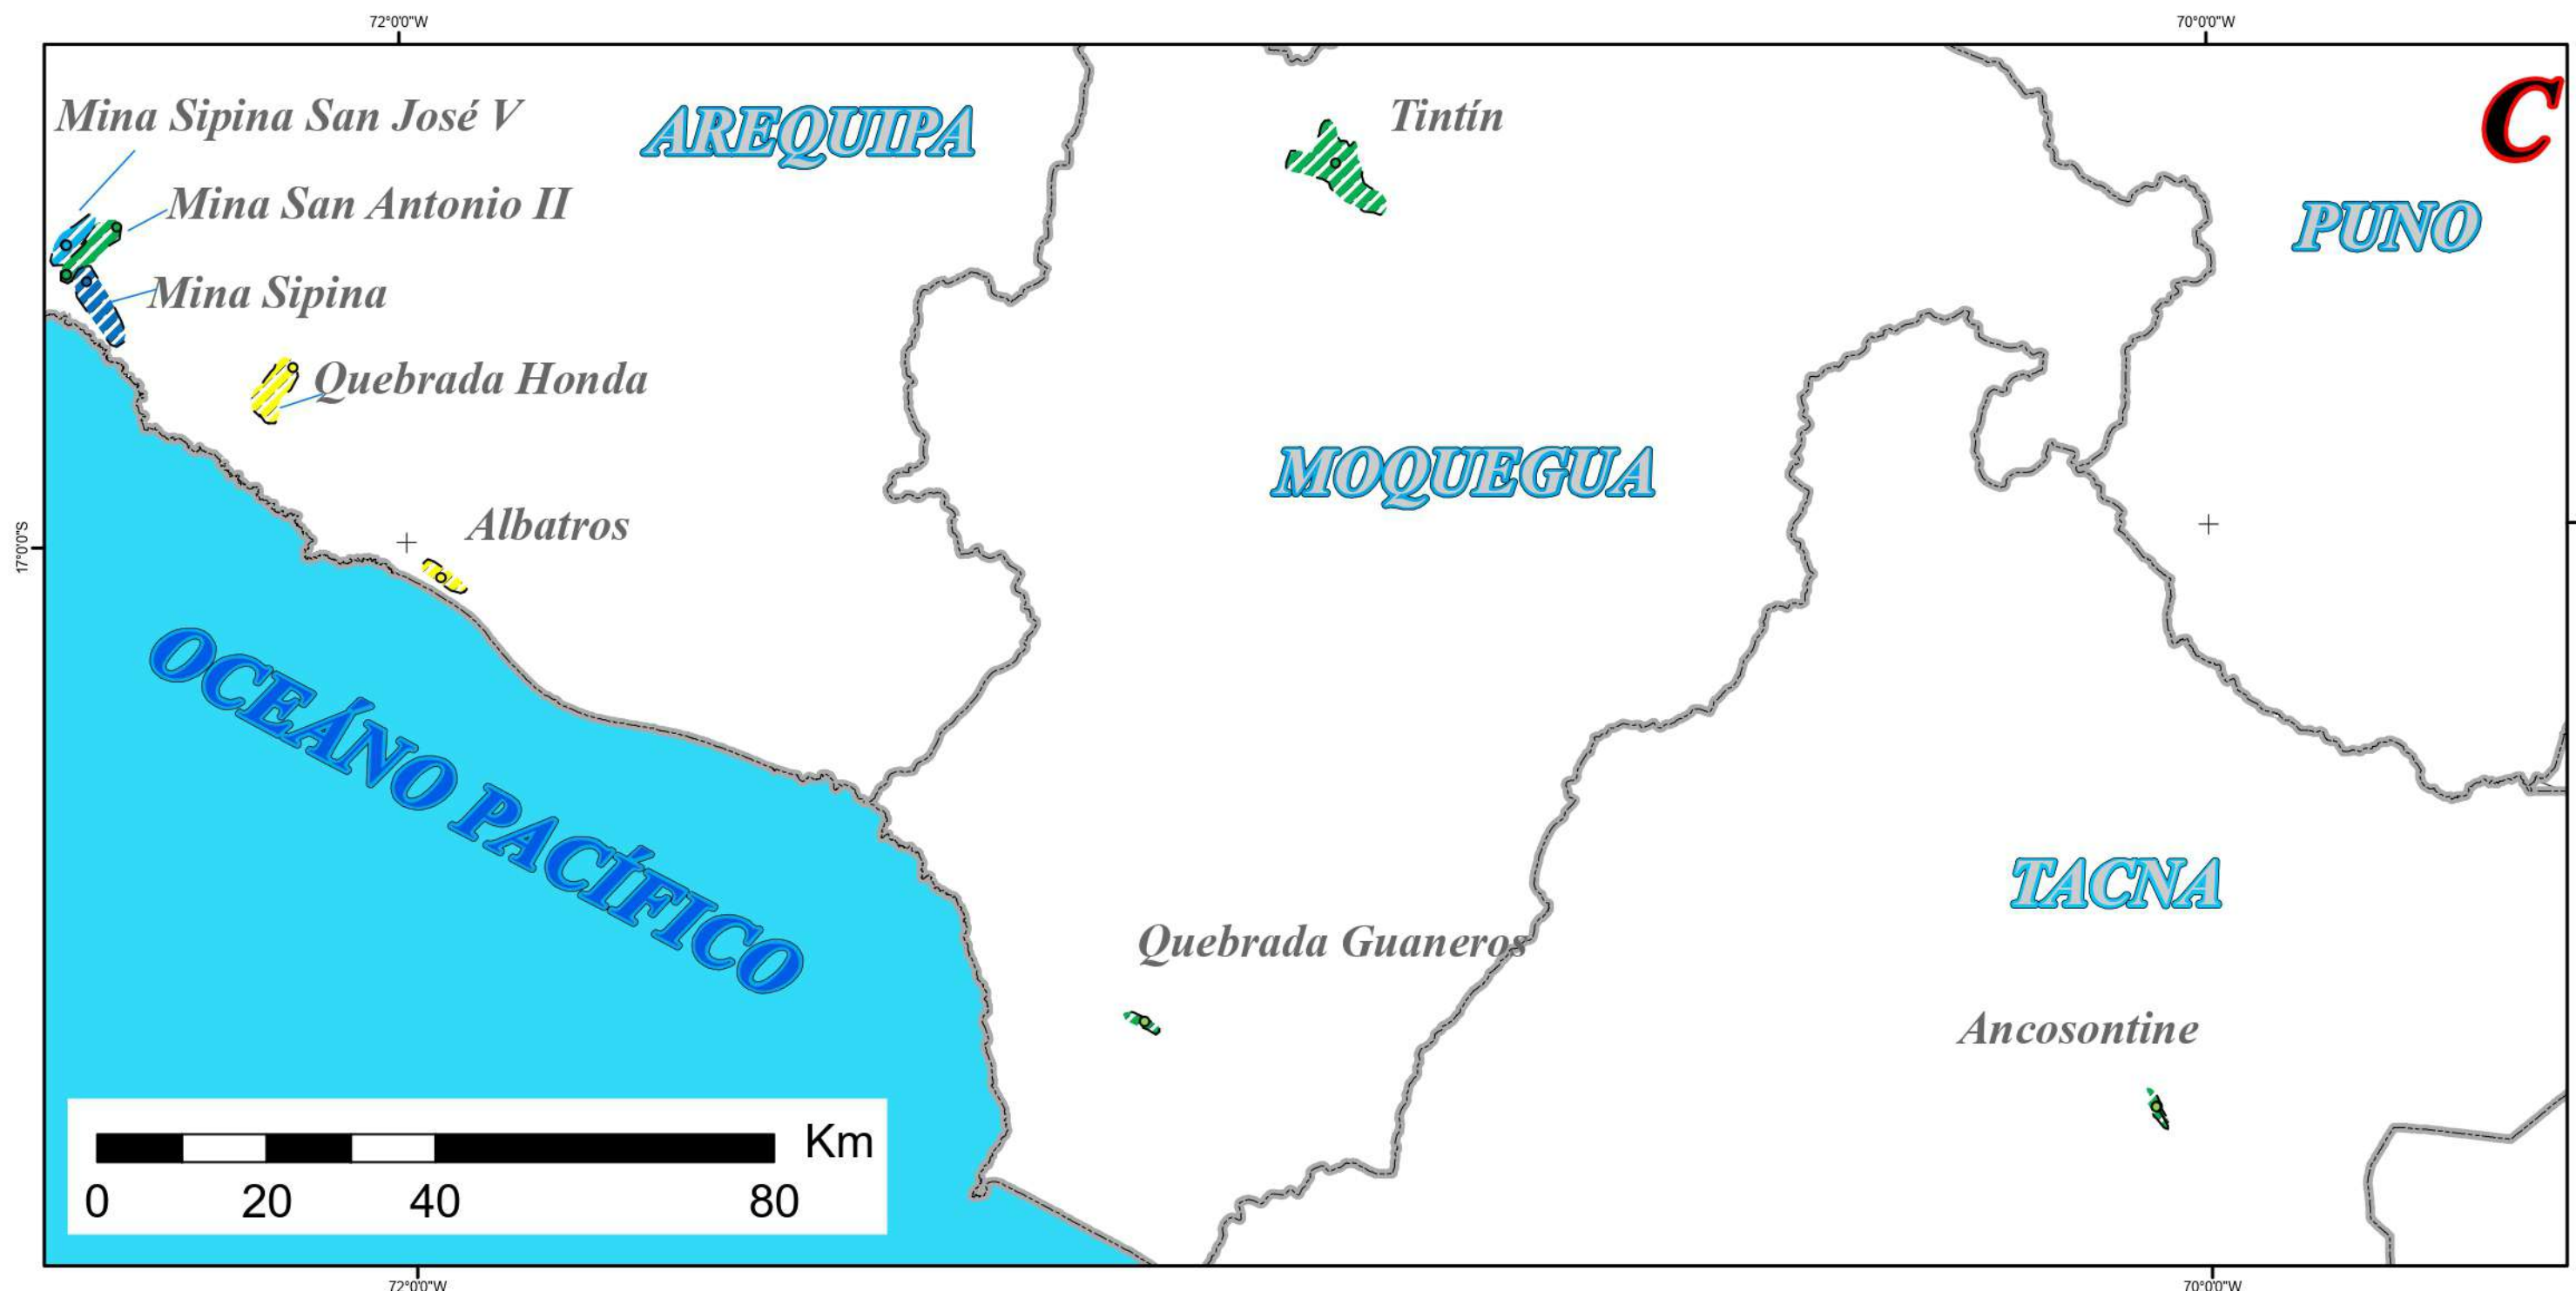 72°0'0"W
70°0'0"W
Mina Sipina San José V
AREQUIPA
Tintín
C
Mina San Antonio II
PUNO
Mina Sipina
Quebrada Honda
MOQUEGUA
Albatros
17°0'0"S
OCEÁNO PACÍFICO
TACNA
Quebrada Guaneros
Ancosontine
Km
0 20 40 80
72°0'0"W
70°0'0"W